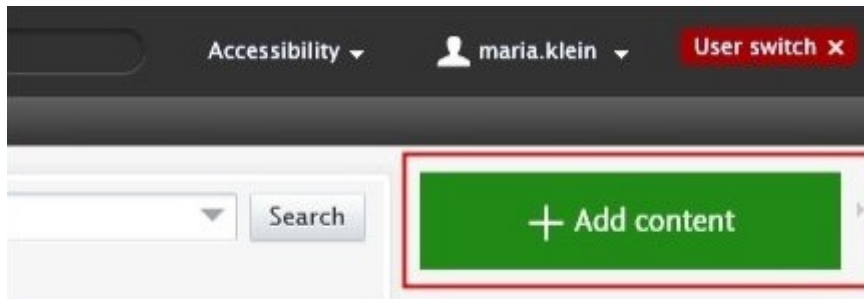 Accessibility
maria.klein
User switch ×
Search
+ Add content